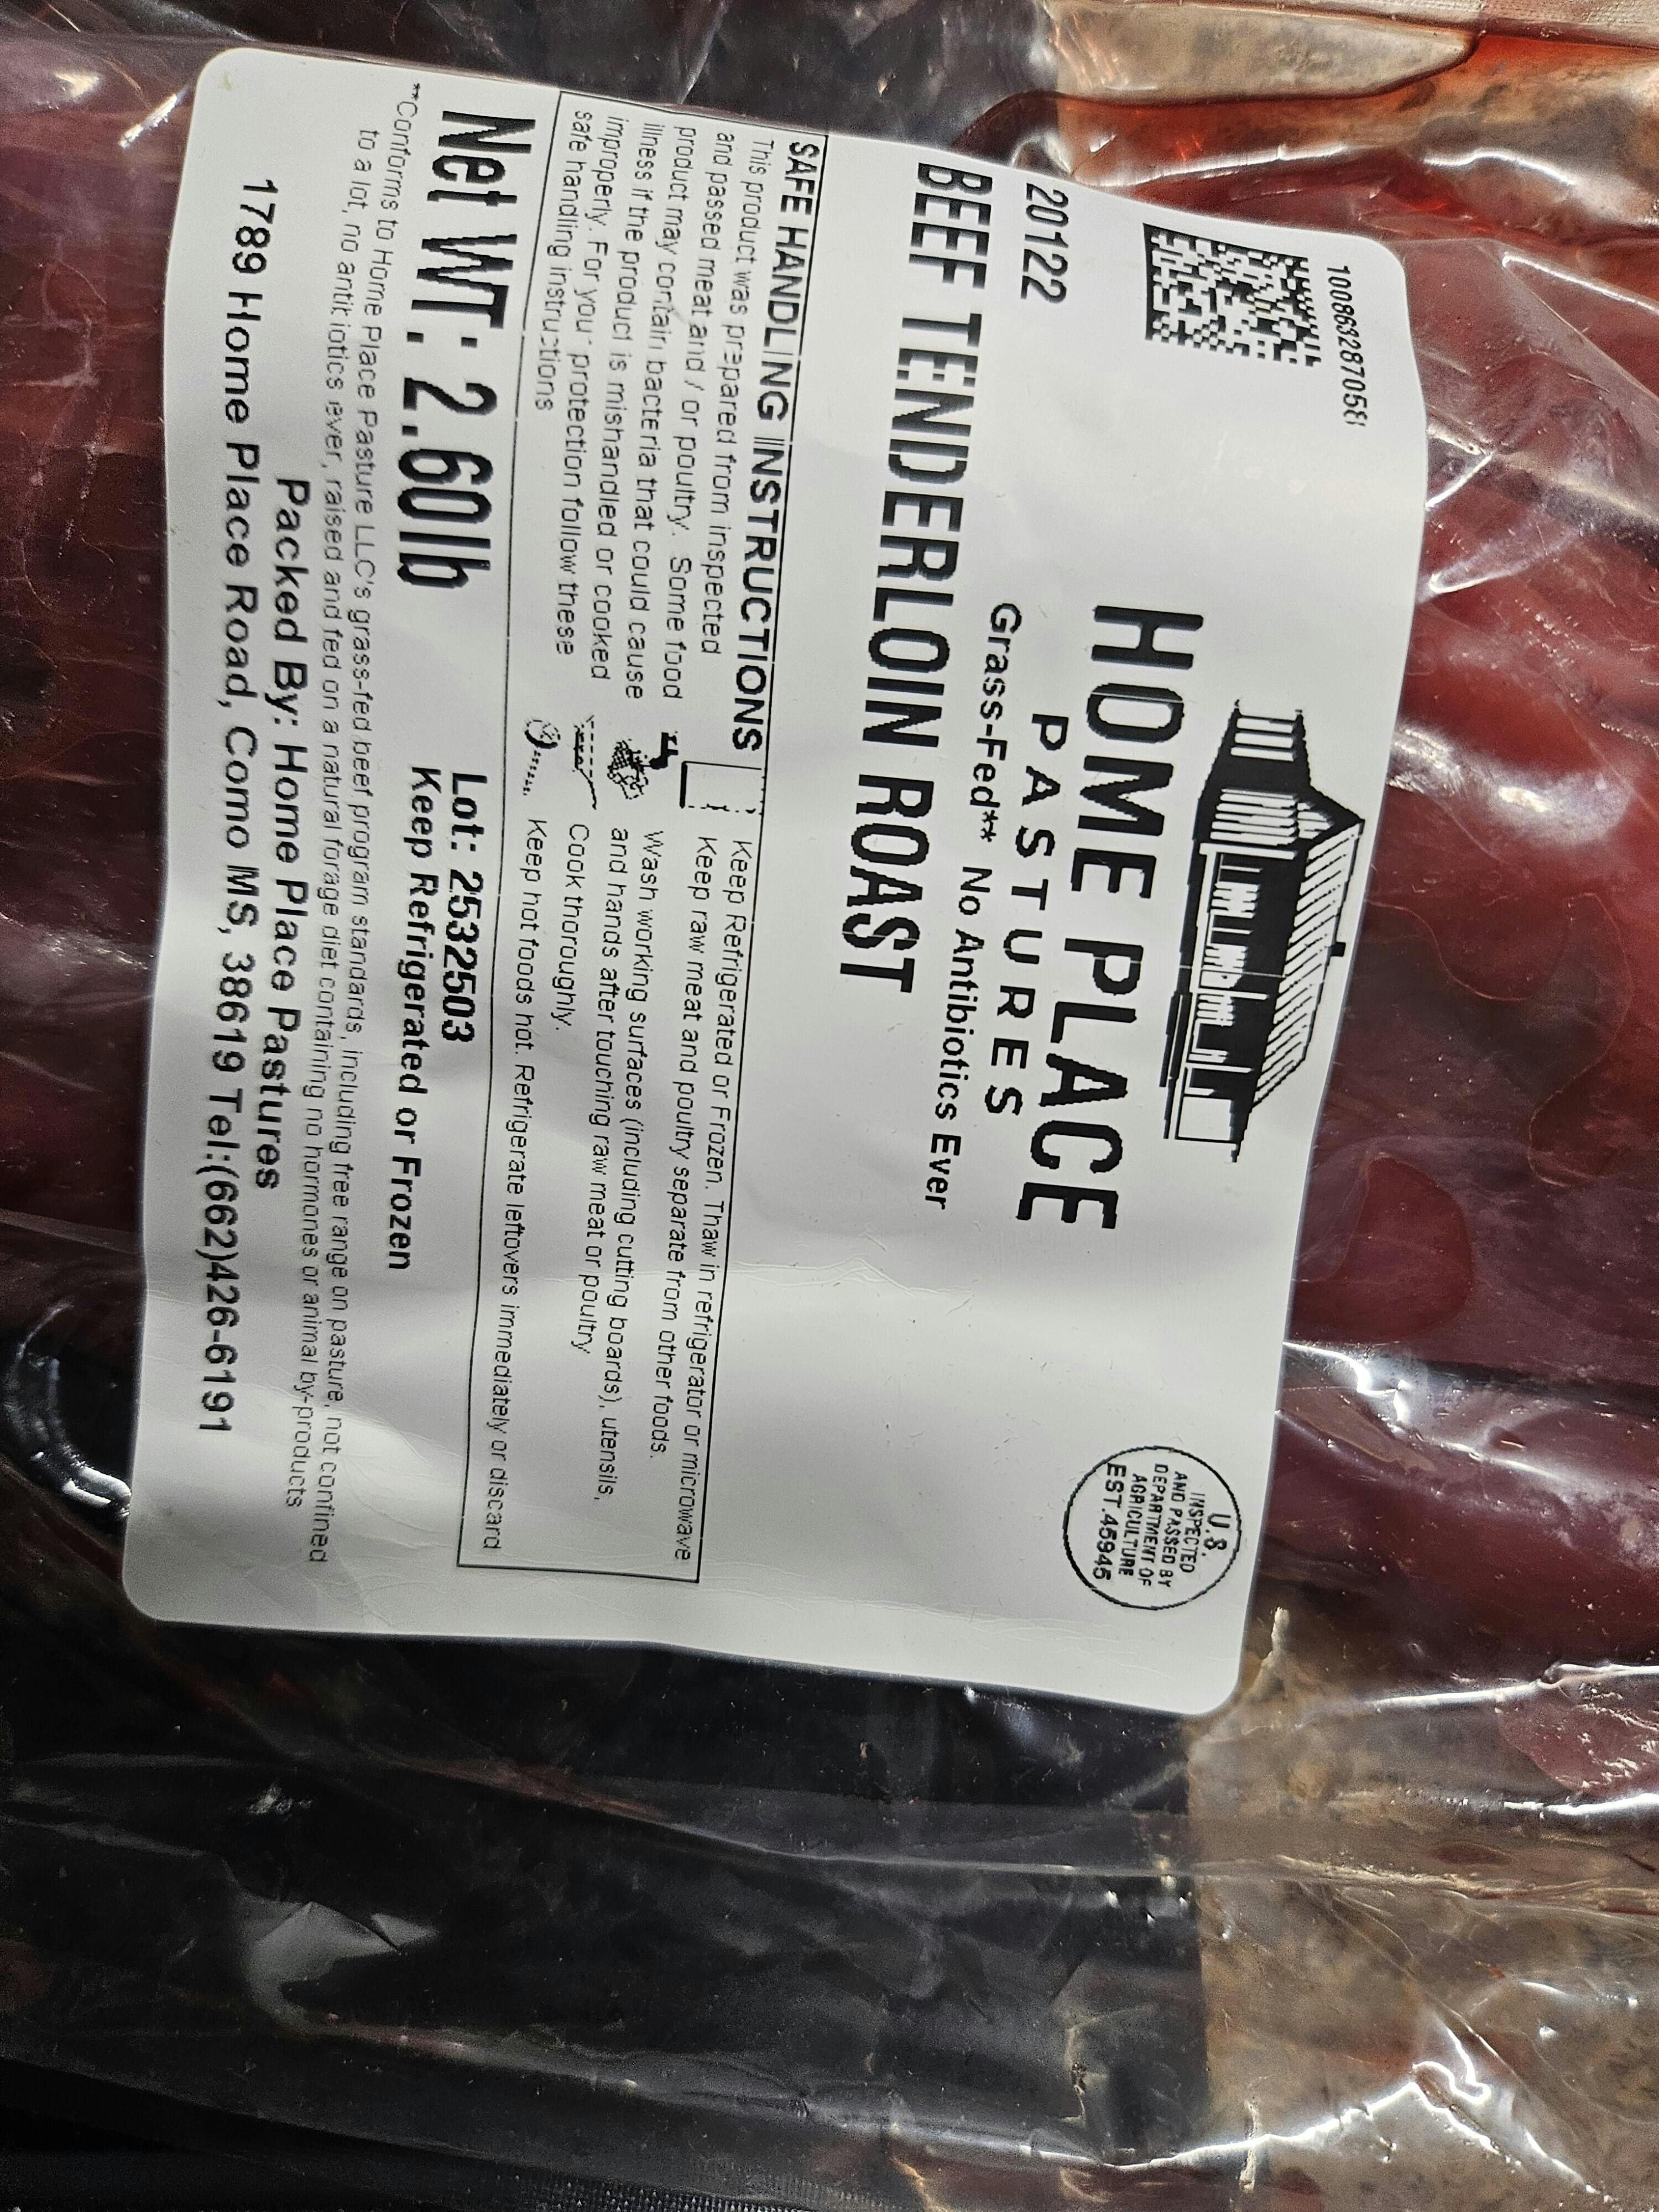 10086328705
HOME PLACE
PASTURES
U.S.
INSPECTED
AND PASSED BY
DEPARTMENT OF
AGRICULTURE
EST.45945
20122
Grass-Fed** No Antibiotics Ever
BEEF TENDERLOIN ROAST
SAFE HANDLING INSTRUCTIONS
This product was prepared from inspected
and passed meat and / or poultry. Some food
product may contain bacteria that could cause
illness if the product is mishandled or cooked
improperly. For your protection follow these
safe handling instructions
Keep Refrigerated or Frozen. Thaw in refrigerator or microwave
Keep raw meat and poultry separate from other foods.
Wash working surfaces (including cutting boards), utensils,
and hands after touching raw meat or poultry
Cook thoroughly.
Keep hot foods hot. Refrigerate leftovers immediately or discard
Net WT: 2.60lb
Lot: 2532503
Keep Refrigerated or Frozen
**Conforms to Home Place Pasture LLC's grass-fed beef program standards, including free range on pasture, not confined
to a lot, no antibiotics ever, raised and fed on a natural forage diet containing no hormones or animal by-products
Packed By: Home Place Pastures
1789 Home Place Road, Como MS, 38619 Tel:(662)426-6191